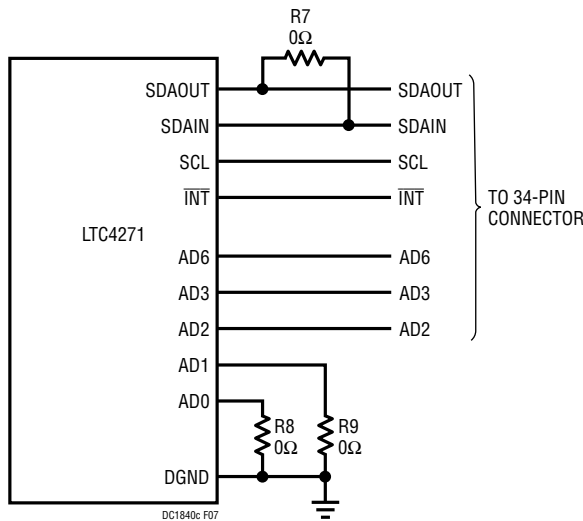 R7
0Ω
SDAOUT
SDAOUT
SDAIN
SDAIN
SCL
SCL
INT
INT
TO 34-PIN
CONNECTOR
LTC4271
AD6
AD6
AD3
AD3
AD2
AD2
AD1
AD0
R8
0Ω
R9
0Ω
DGND
DC1840c F07